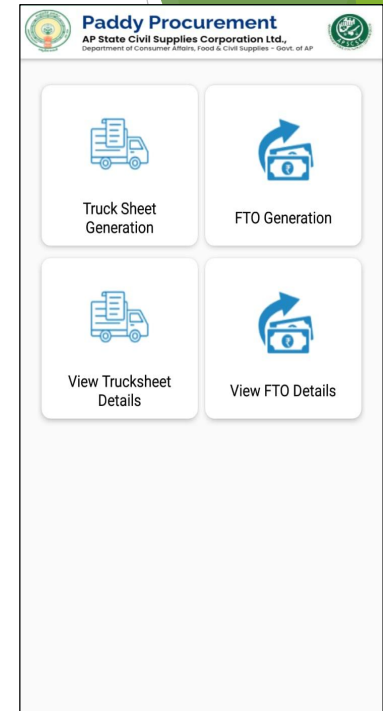 Paddy Procurement
AP State Civil Supplies Corporation Ltd.,
Department of Consumer Affairs, Food & Civil Supplies - Govt. of AP
APSCSCL
Truck Sheet
Generation
FTO Generation
View Trucksheet
Details
View FTO Details